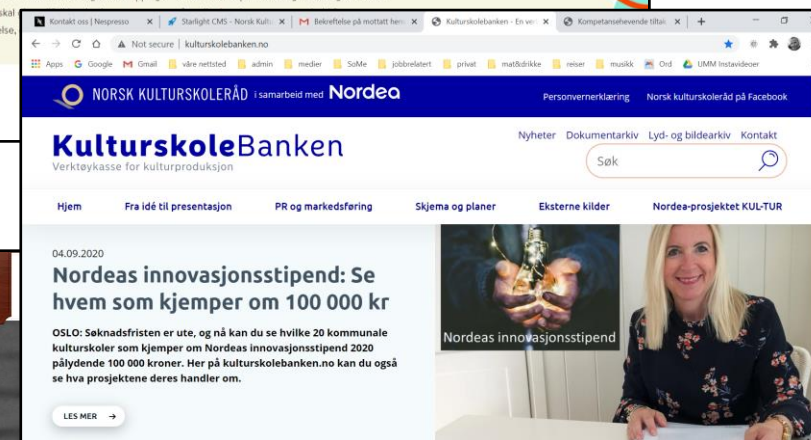 skal
else,
Kontakt oss | Nespresso
Starlight CMS - Norsk Kultu
Bekreftelse på mottatt hen
Kulturskolebanken - En ver
Kompetansehevende tiltak
Not secure | kulturskolebanken.no
Apps Google Gmail våre nettsted admin medier SoMe jobbrelatert privat mat&drikke reiser musikk Ord UMM Instavideoer
NORSK KULTURSKOLERÅD i samarbeid med Nordea
Personvernerklæring Norsk kulturskoleråd på Facebook
KulturskoleBanken
Verktøykasse for kulturproduksjon
Nyheter Dokumentarkiv Lyd- og bildearkiv Kontakt
Søk
Hjem Fra idé til presentasjon PR og markedsføring Skjema og planer Eksterne kilder Nordea-prosjektet KUL-TUR
04.09.2020
Nordeas innovasjonsstipend: Se
hvem som kjemper om 100 000 kr
OSLO: Søknadsfristen er ute, og nå kan du se hvilke 20 kommunale
kulturskoler som kjemper om Nordeas innovasjonsstipend 2020
pålydende 100 000 kroner. Her på kulturskolebanken.no kan du også
se hva prosjektene deres handler om.
LES MER →
Nordeas innovasjonsstipend